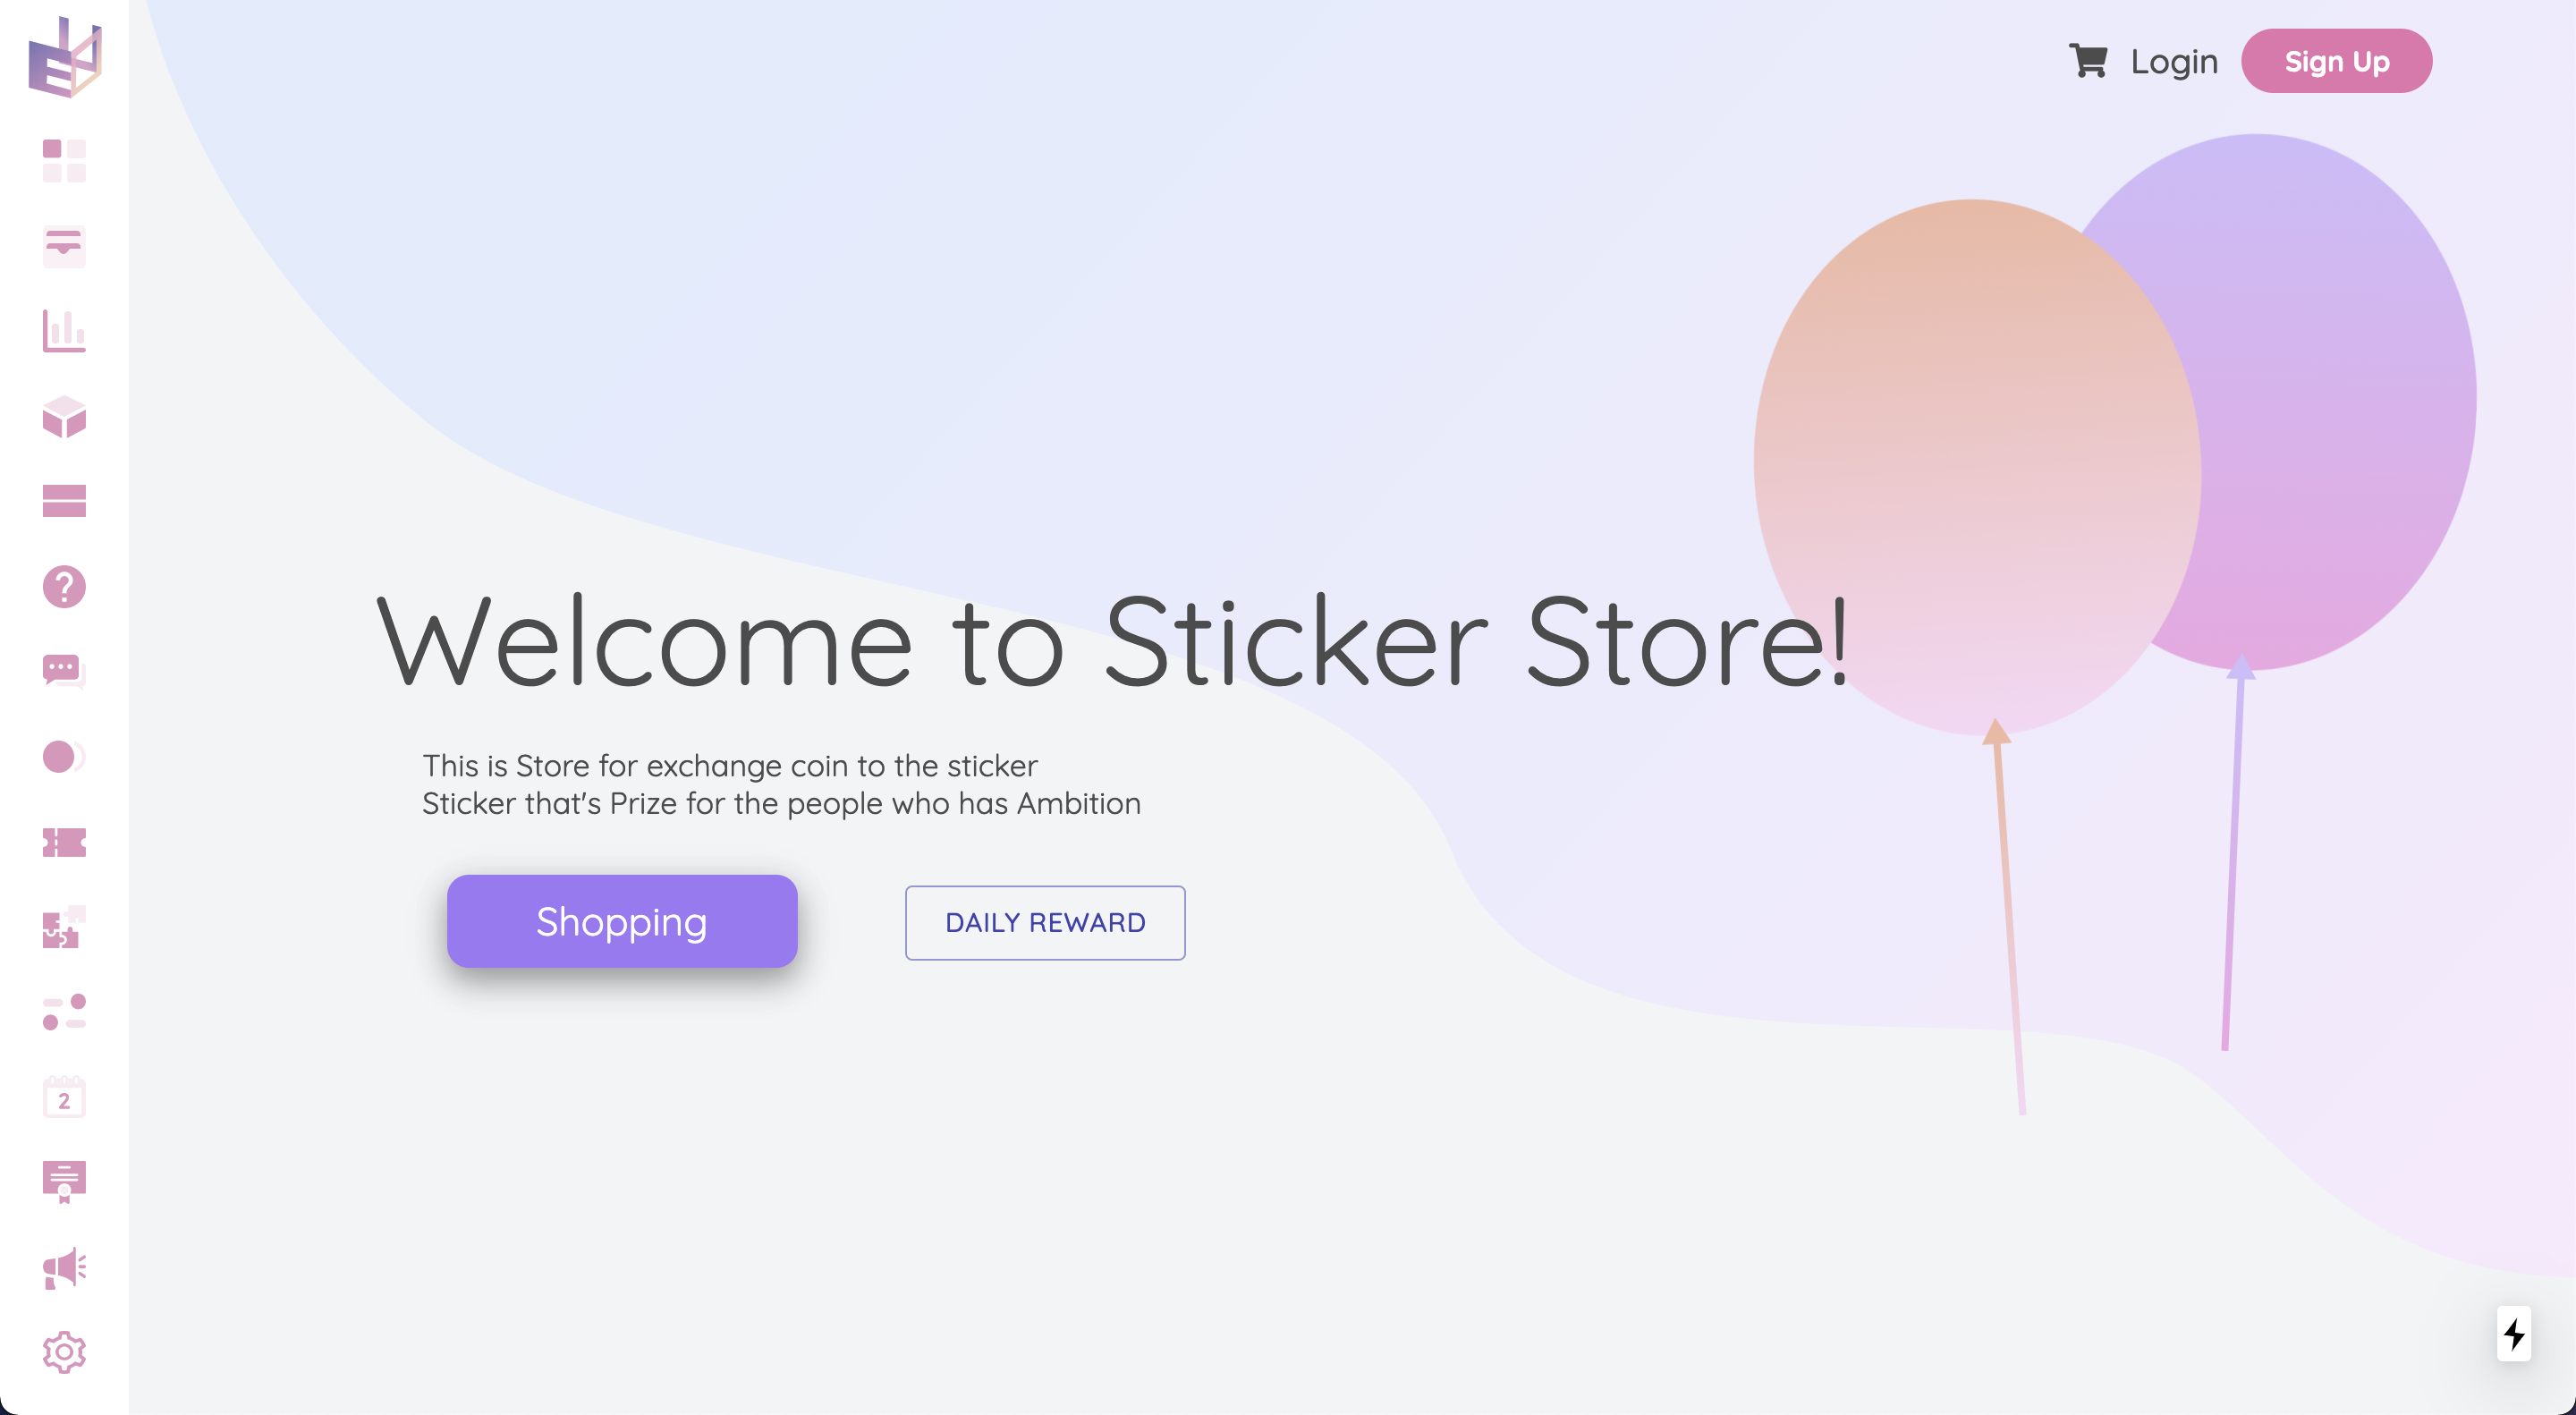 Login
Sign Up
Welcome to Sticker Store!
This is Store for exchange coin to the sticker
Sticker that's Prize for the people who has Ambition
Shopping
DAILY REWARD
2